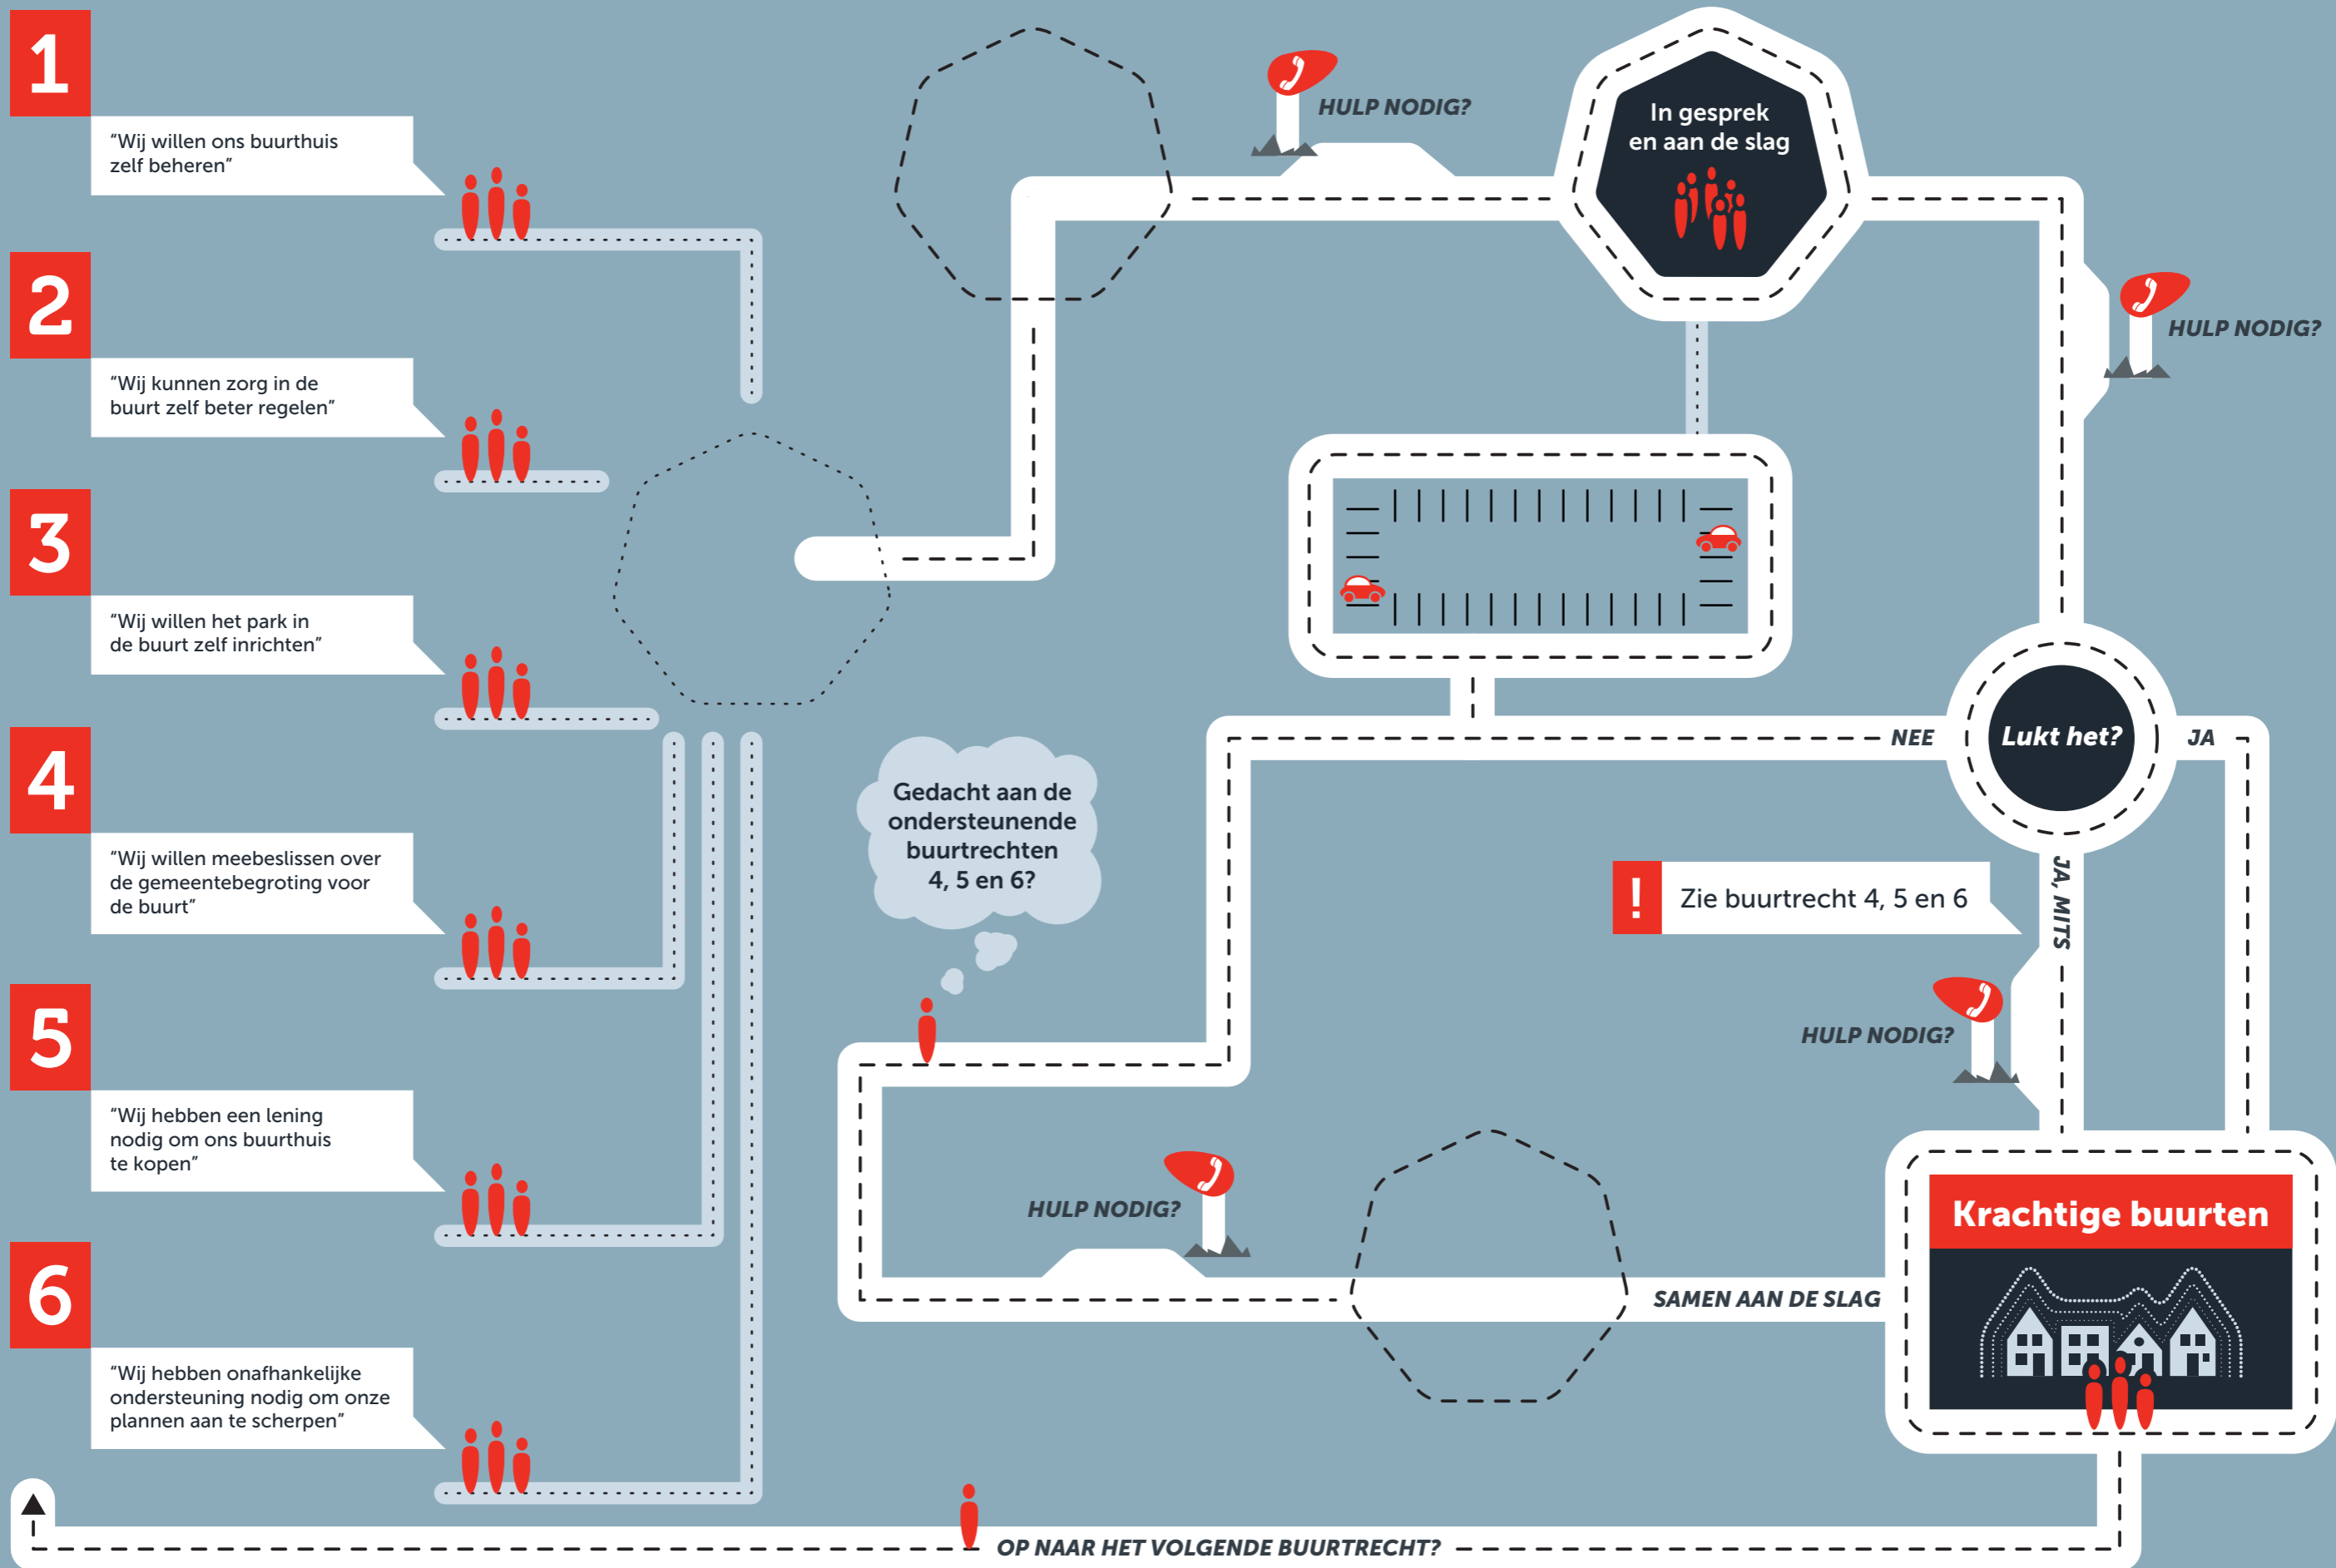 1
“Wij willen ons buurthuis
zelf beheren”
2
“Wij kunnen zorg in de
buurt zelf beter regelen”
3
“Wij willen het park in
de buurt zelf inrichten”
4
“Wij willen meebeslissen over
de gemeentebegroting voor
de buurt”
5
“Wij hebben een lening
nodig om ons buurthuis
te kopen”
6
“Wij hebben onafhankelijke
ondersteuning nodig om onze
plannen aan te scherpen”
HULP NODIG?
In gesprek
en aan de slag
HULP NODIG?
NEE
Lukt het?
JA
JA, MITS
!
Zie buurtrecht 4, 5 en 6
HULP NODIG?
Gedacht aan de
ondersteunende
buurtrechten
4, 5 en 6?
HULP NODIG?
SAMEN AAN DE SLAG
Krachtige buurten
OP NAAR HET VOLGENDE BUURTRECHT?